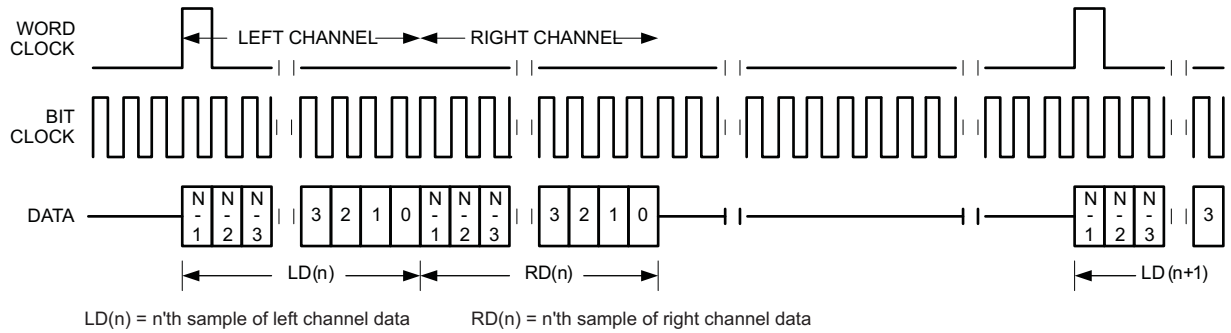 WORD CLOCK
LEFT CHANNEL
RIGHT CHANNEL
BIT CLOCK
DATA
N-1 N-2 N-3 3 2 1 0 N-1 N-2 N-3 3 2 1 0 N-1 N-2 N-3 3
LD(n)
RD(n)
LD (n+1)
LD(n) = n'th sample of left channel data
RD(n) = n'th sample of right channel data